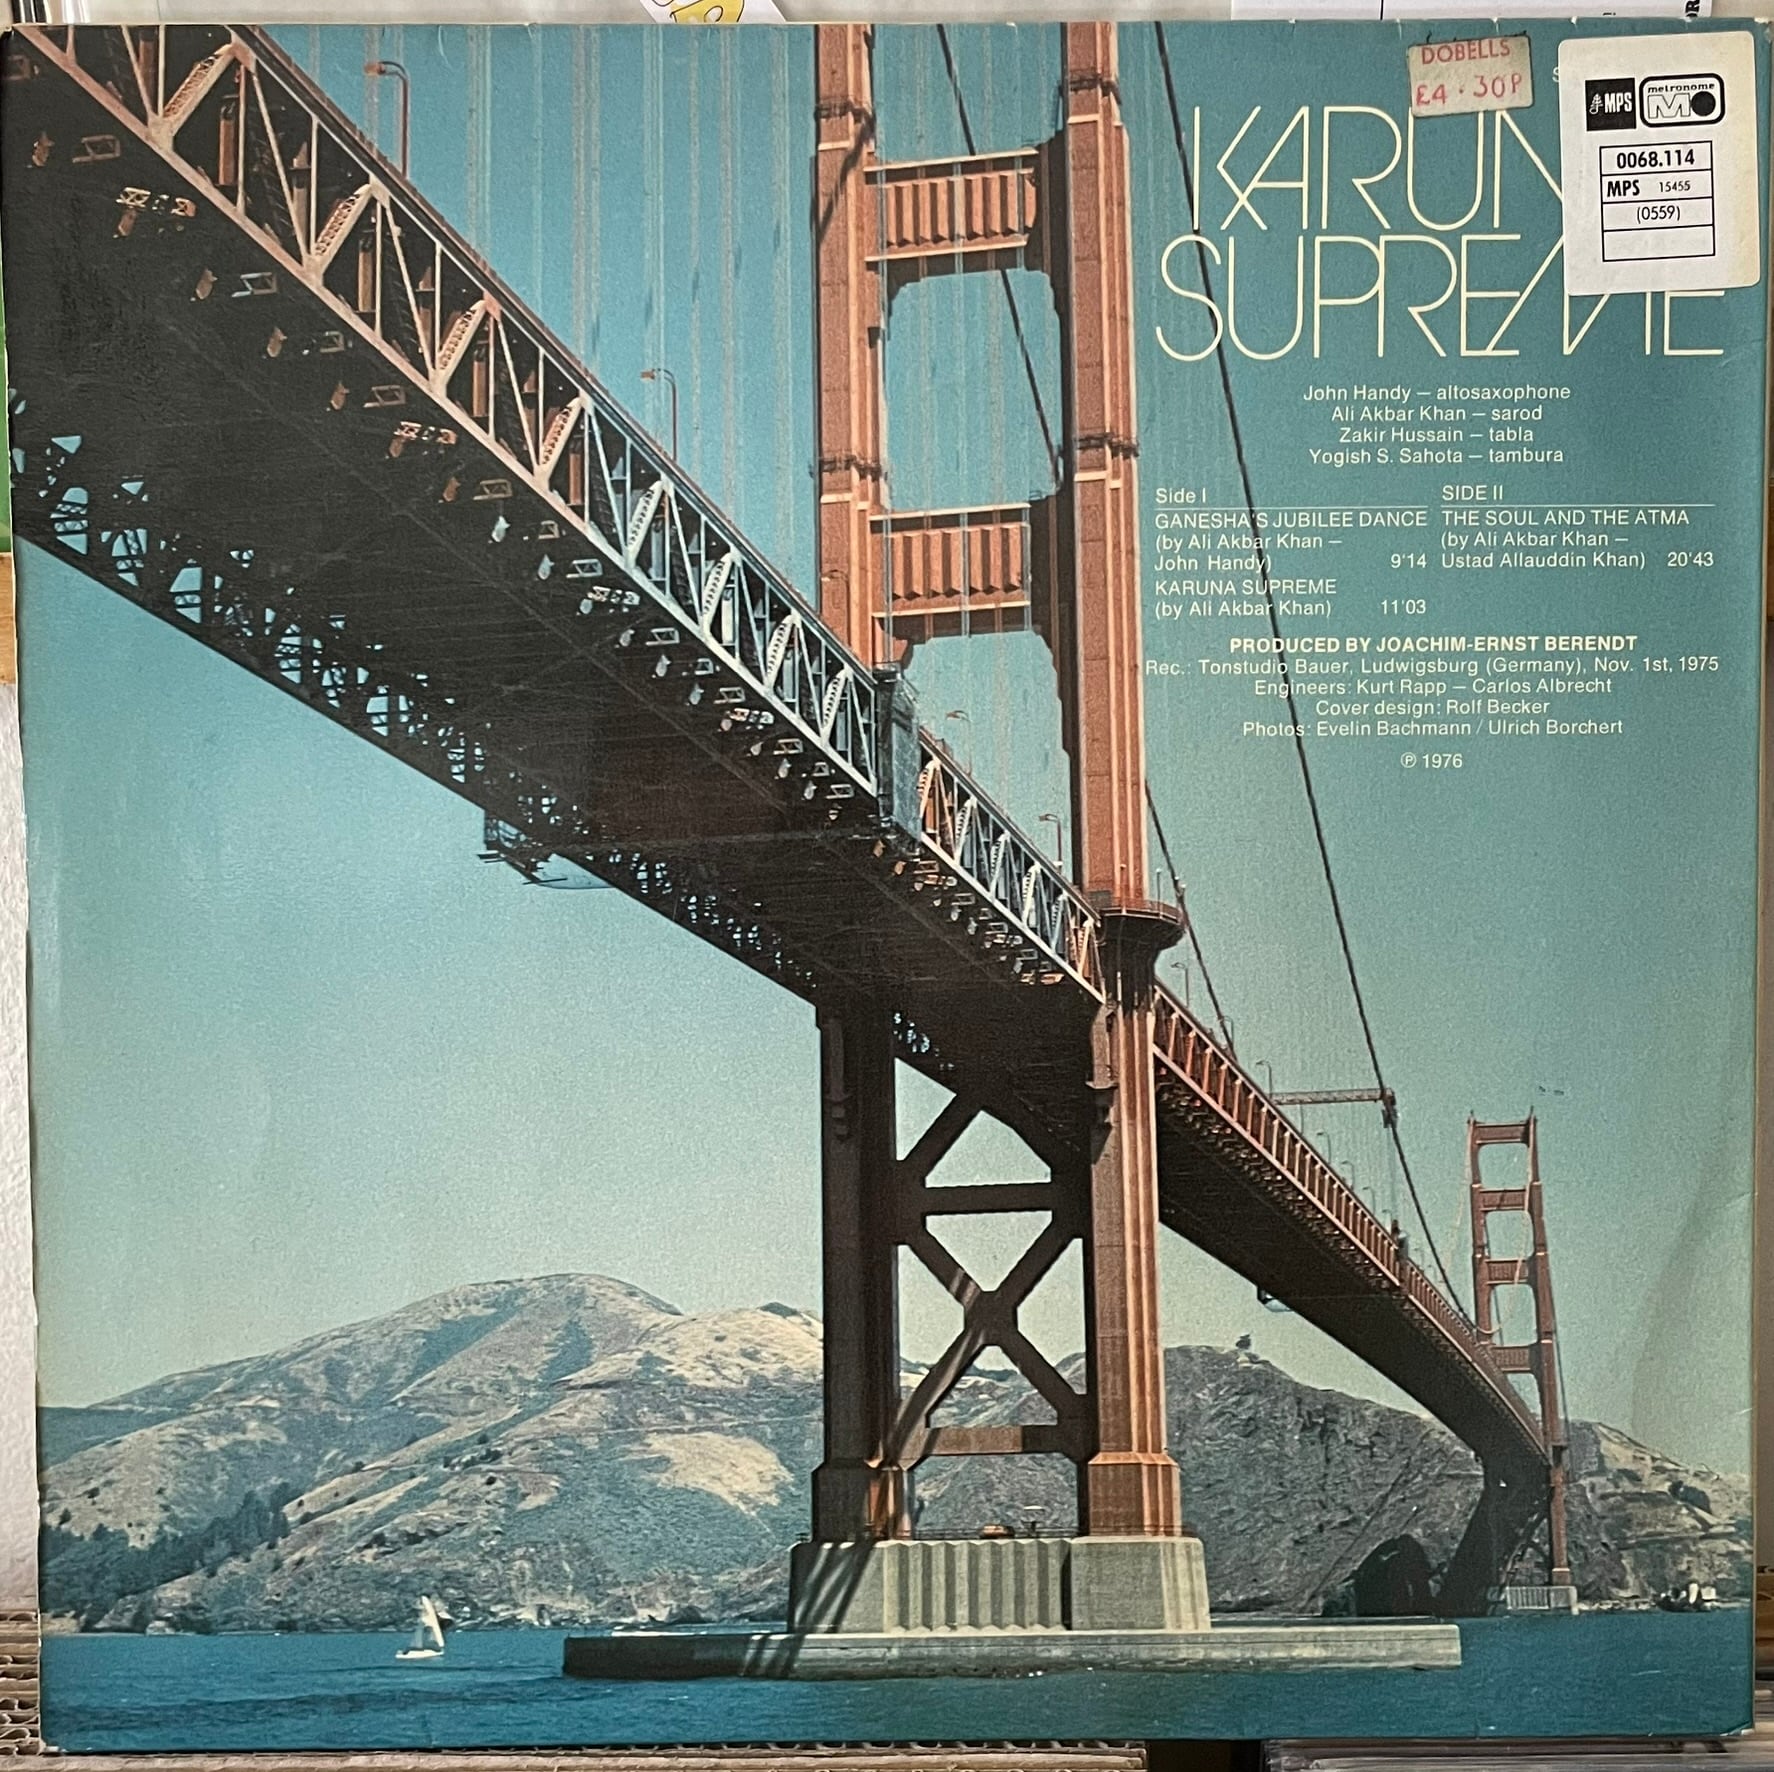 DOBELLS
£4.30P
MPS
metronome
0068.114
MPS 15455
(0559)
KARUN
SUPREME
John Handy – altosaxophone
Ali Akbar Khan – sarod
Zakir Hussain – tabla
Yogish S. Sahota – tambura
Side I
GANESHA'S JUBILEE DANCE
(by Ali Akbar Khan –
John Handy) 9'14
KARUNA SUPREME
(by Ali Akbar Khan) 11'03
SIDE II
THE SOUL AND THE ATMA
(by Ali Akbar Khan –
Ustad Allauddin Khan) 20'43
PRODUCED BY JOACHIM-ERNST BERENDT
Rec.: Tonstudio Bauer, Ludwigsburg (Germany), Nov. 1st, 1975
Engineers: Kurt Rapp – Carlos Albrecht
Cover design: Rolf Becker
Photos: Evelin Bachmann / Ulrich Borchert
℗ 1976